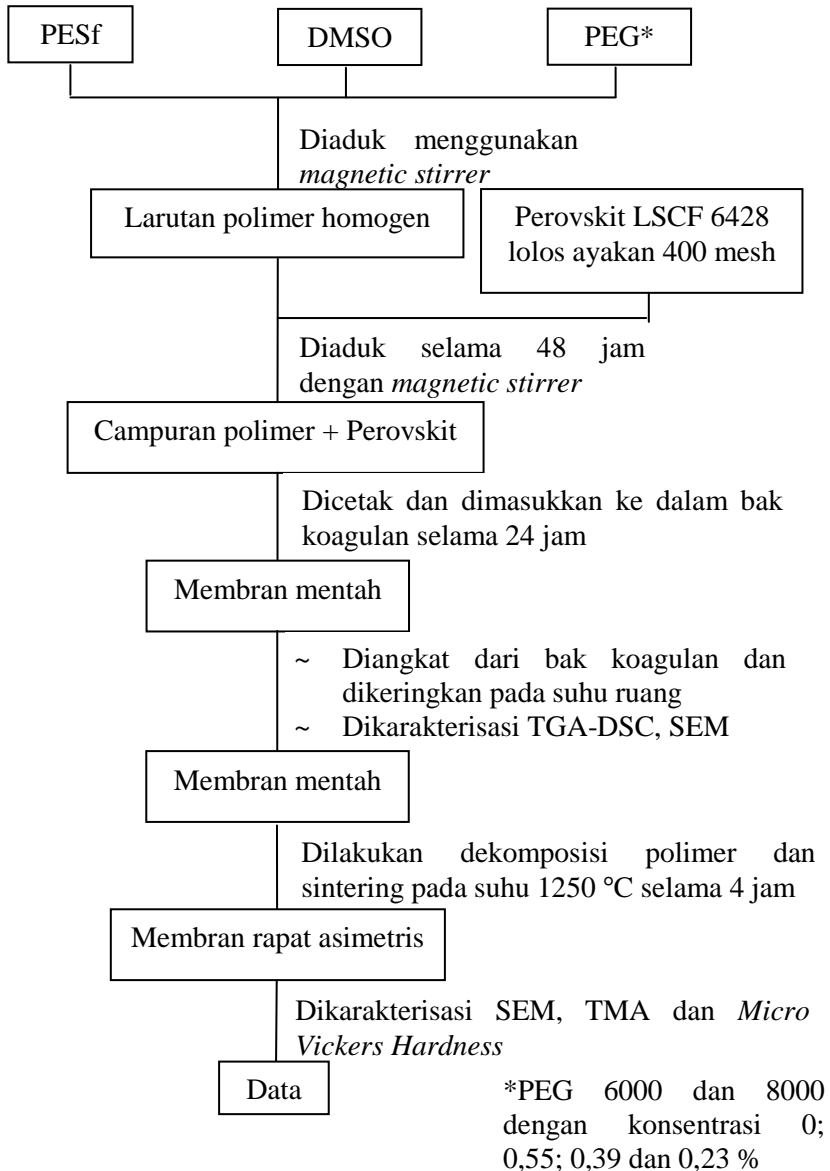 PESf
DMSO
PEG*
Diaduk menggunakan
magnetic stirrer
Larutan polimer homogen
Perovskit LSCF 6428
lolos ayakan 400 mesh
Diaduk selama 48 jam
dengan magnetic stirrer
Campuran polimer + Perovskit
Dicetak dan dimasukkan ke dalam bak
koagulan selama 24 jam
Membran mentah
~ Diangkat dari bak koagulan dan
dikeringkan pada suhu ruang
~ Dikarakterisasi TGA-DSC, SEM
Membran mentah
Dilakukan dekomposisi polimer dan
sintering pada suhu 1250 °C selama 4 jam
Membran rapat asimetris
Dikarakterisasi SEM, TMA dan Micro
Vickers Hardness
Data
*PEG 6000 dan 8000
dengan konsentrasi 0;
0,55; 0,39 dan 0,23 %